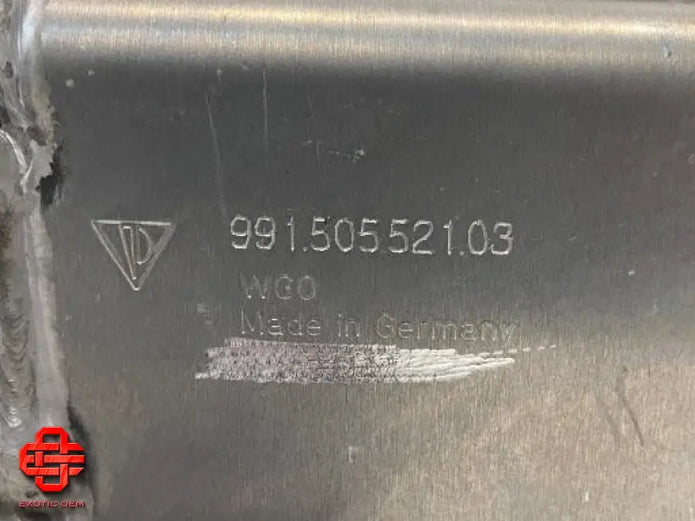 991.505.521.03
WGO
Made in Germany
EXOTIC OEM